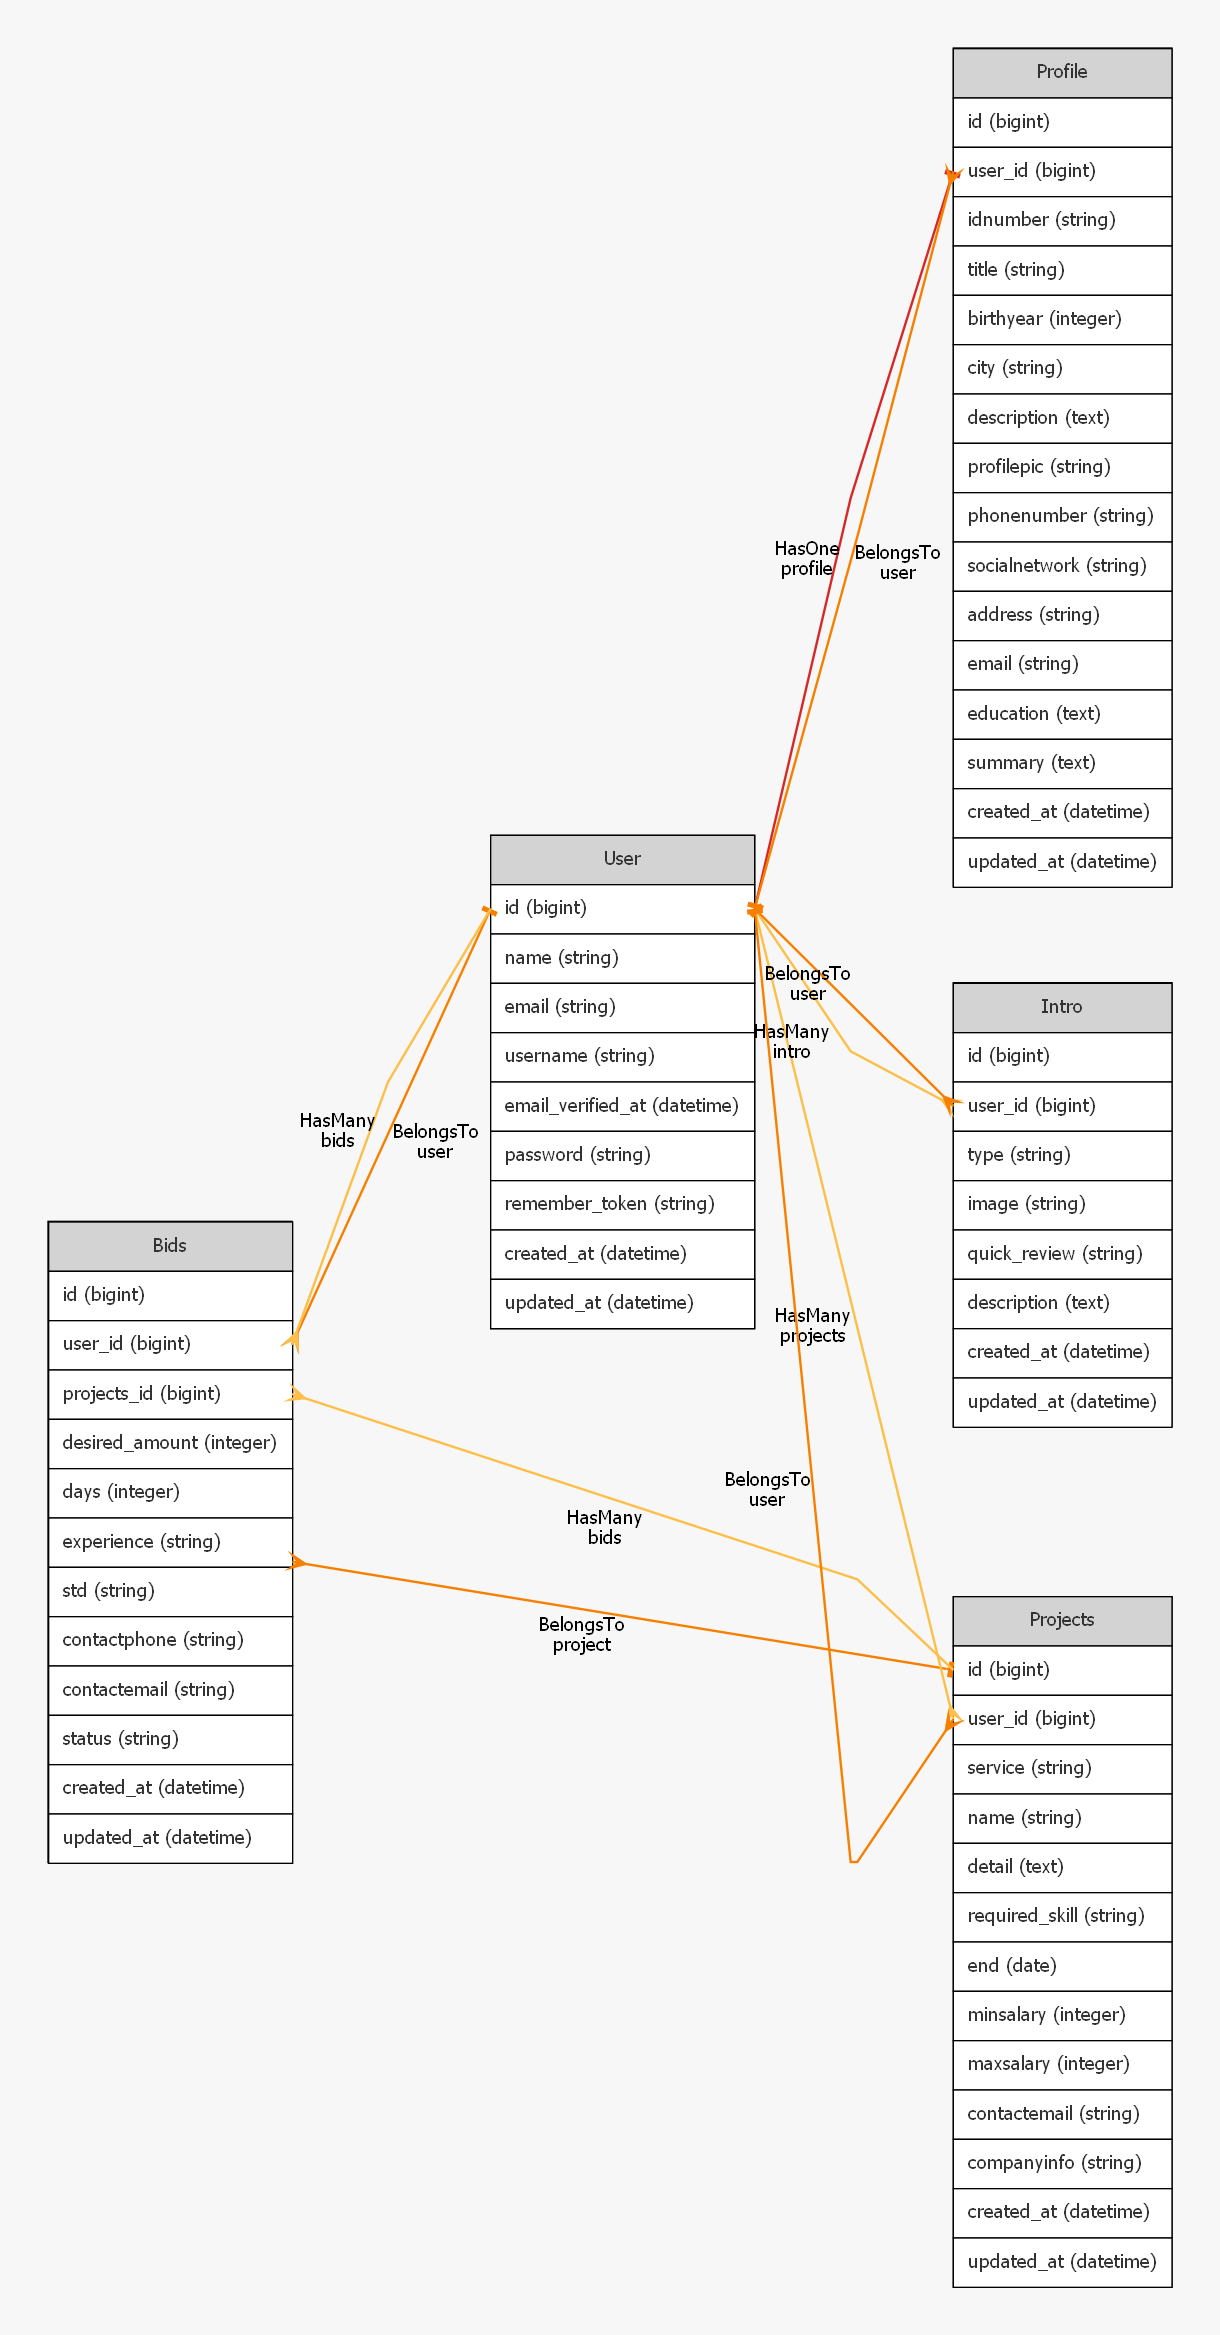 Profile
id (bigint)
user_id (bigint)
idnumber (string)
title (string)
birthyear (integer)
city (string)
description (text)
profilepic (string)
phonenumber (string)
socialnetwork (string)
address (string)
email (string)
education (text)
summary (text)
created_at (datetime)
updated_at (datetime)
HasOne
profile
BelongsTo
user
User
id (bigint)
name (string)
email (string)
username (string)
email_verified_at (datetime)
password (string)
remember_token (string)
created_at (datetime)
updated_at (datetime)
BelongsTo
user
HasMany
intro
Intro
id (bigint)
user_id (bigint)
type (string)
image (string)
quick_review (string)
description (text)
created_at (datetime)
updated_at (datetime)
HasMany
bids
BelongsTo
user
Bids
id (bigint)
user_id (bigint)
projects_id (bigint)
desired_amount (integer)
days (integer)
experience (string)
std (string)
contactphone (string)
contactemail (string)
status (string)
created_at (datetime)
updated_at (datetime)
HasMany
projects
BelongsTo
user
HasMany
bids
BelongsTo
project
Projects
id (bigint)
user_id (bigint)
service (string)
name (string)
detail (text)
required_skill (string)
end (date)
minsalary (integer)
maxsalary (integer)
contactemail (string)
companyinfo (string)
created_at (datetime)
updated_at (datetime)